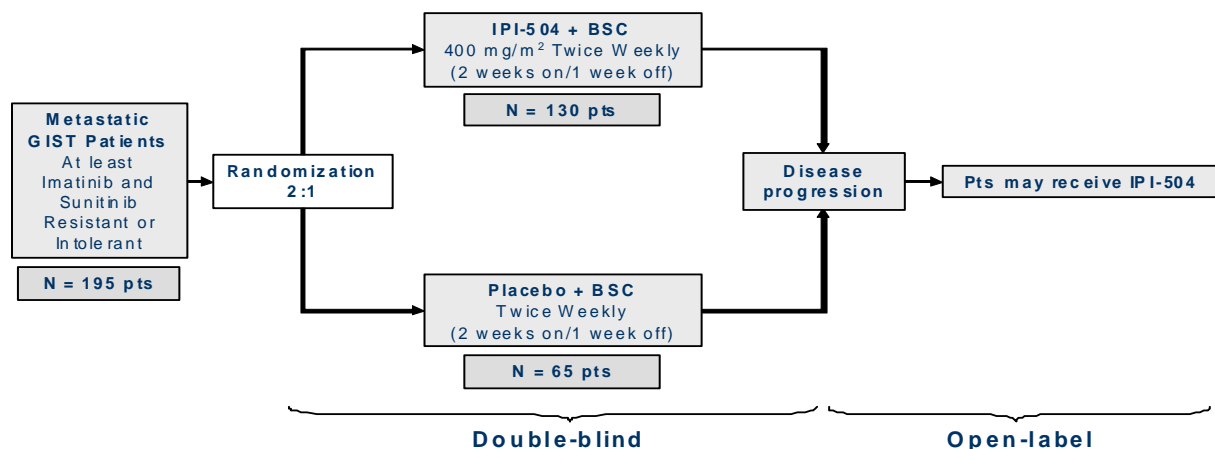 Metastatic
GIST Patients
At least
Imatinib and
Sunitinib
Resistant or
Intolerant
N = 195 pts
Randomization
2:1
IPI-504 + BSC
400 mg/m² Twice Weekly
(2 weeks on/1 week off)
N = 130 pts
Placebo + BSC
Twice Weekly
(2 weeks on/1 week off)
N = 65 pts
Disease
progression
Pts may receive IPI-504
Double-blind
Open-label